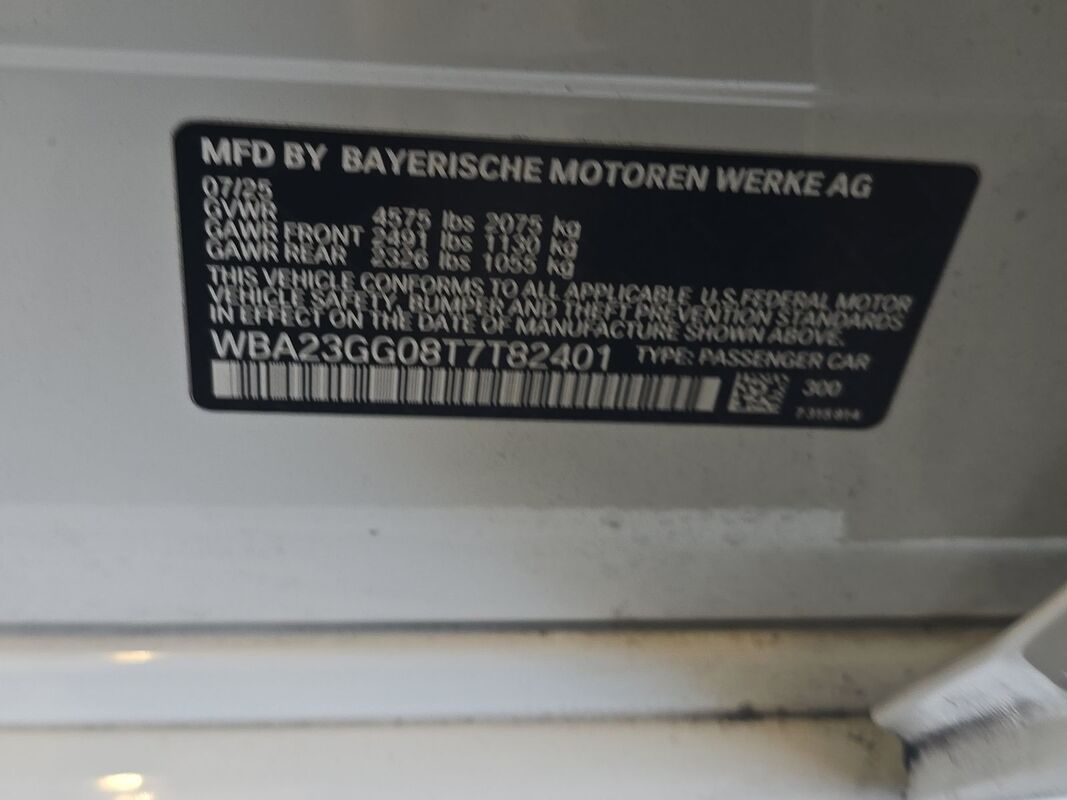 MFD BY BAYERISCHE MOTOREN WERKE AG
07/25
GVWR 4575 lbs 2075 kg
GAWR FRONT 2491 lbs 1130 kg
GAWR REAR 2326 lbs 1055 kg
THIS VEHICLE CONFORMS TO ALL APPLICABLE U.S.FEDERAL MOTOR
VEHICLE SAFETY, BUMPER AND THEFT PREVENTION STANDARDS
IN EFFECT ON THE DATE OF MANUFACTURE SHOWN ABOVE.
WBA23GG08T7T82401 TYPE: PASSENGER CAR
300